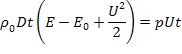 ρ₀Dt(E − E₀ + U²/2) = pUt